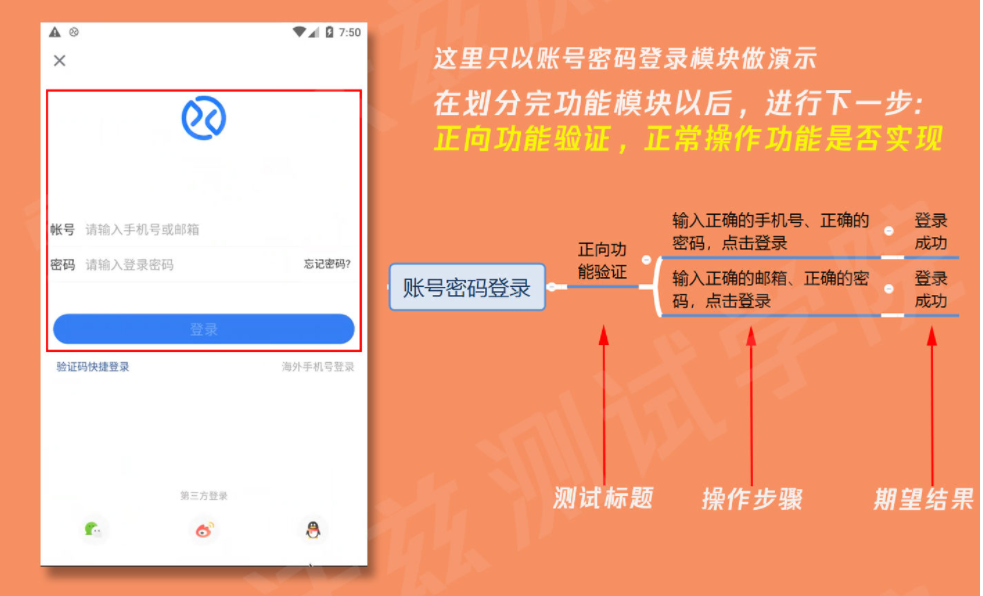 7:50
帐号 请输入手机号或邮箱
密码 请输入登录密码 忘记密码?
登录
验证码快捷登录 海外手机号登录
第三方登录
这里只以账号密码登录模块做演示
在划分完功能模块以后，进行下一步:
正向功能验证，正常操作功能是否实现
账号密码登录
正向功
能验证
输入正确的手机号、正确的
密码，点击登录
登录
成功
输入正确的邮箱、正确的密
码，点击登录
登录
成功
测试标题
操作步骤
期望结果